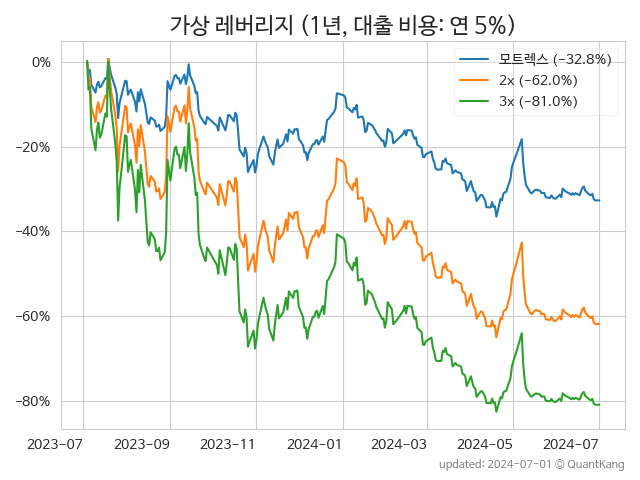 가상 레버리지 (1년, 대출 비용: 연 5%)
모트렉스 (−32.8%)
2x (−62.0%)
3x (−81.0%)
0%
−20%
−40%
−60%
−80%
2023-07 2023-09 2023-11 2024-01 2024-03 2024-05 2024-07
updated: 2024-07-01 © QuantKang